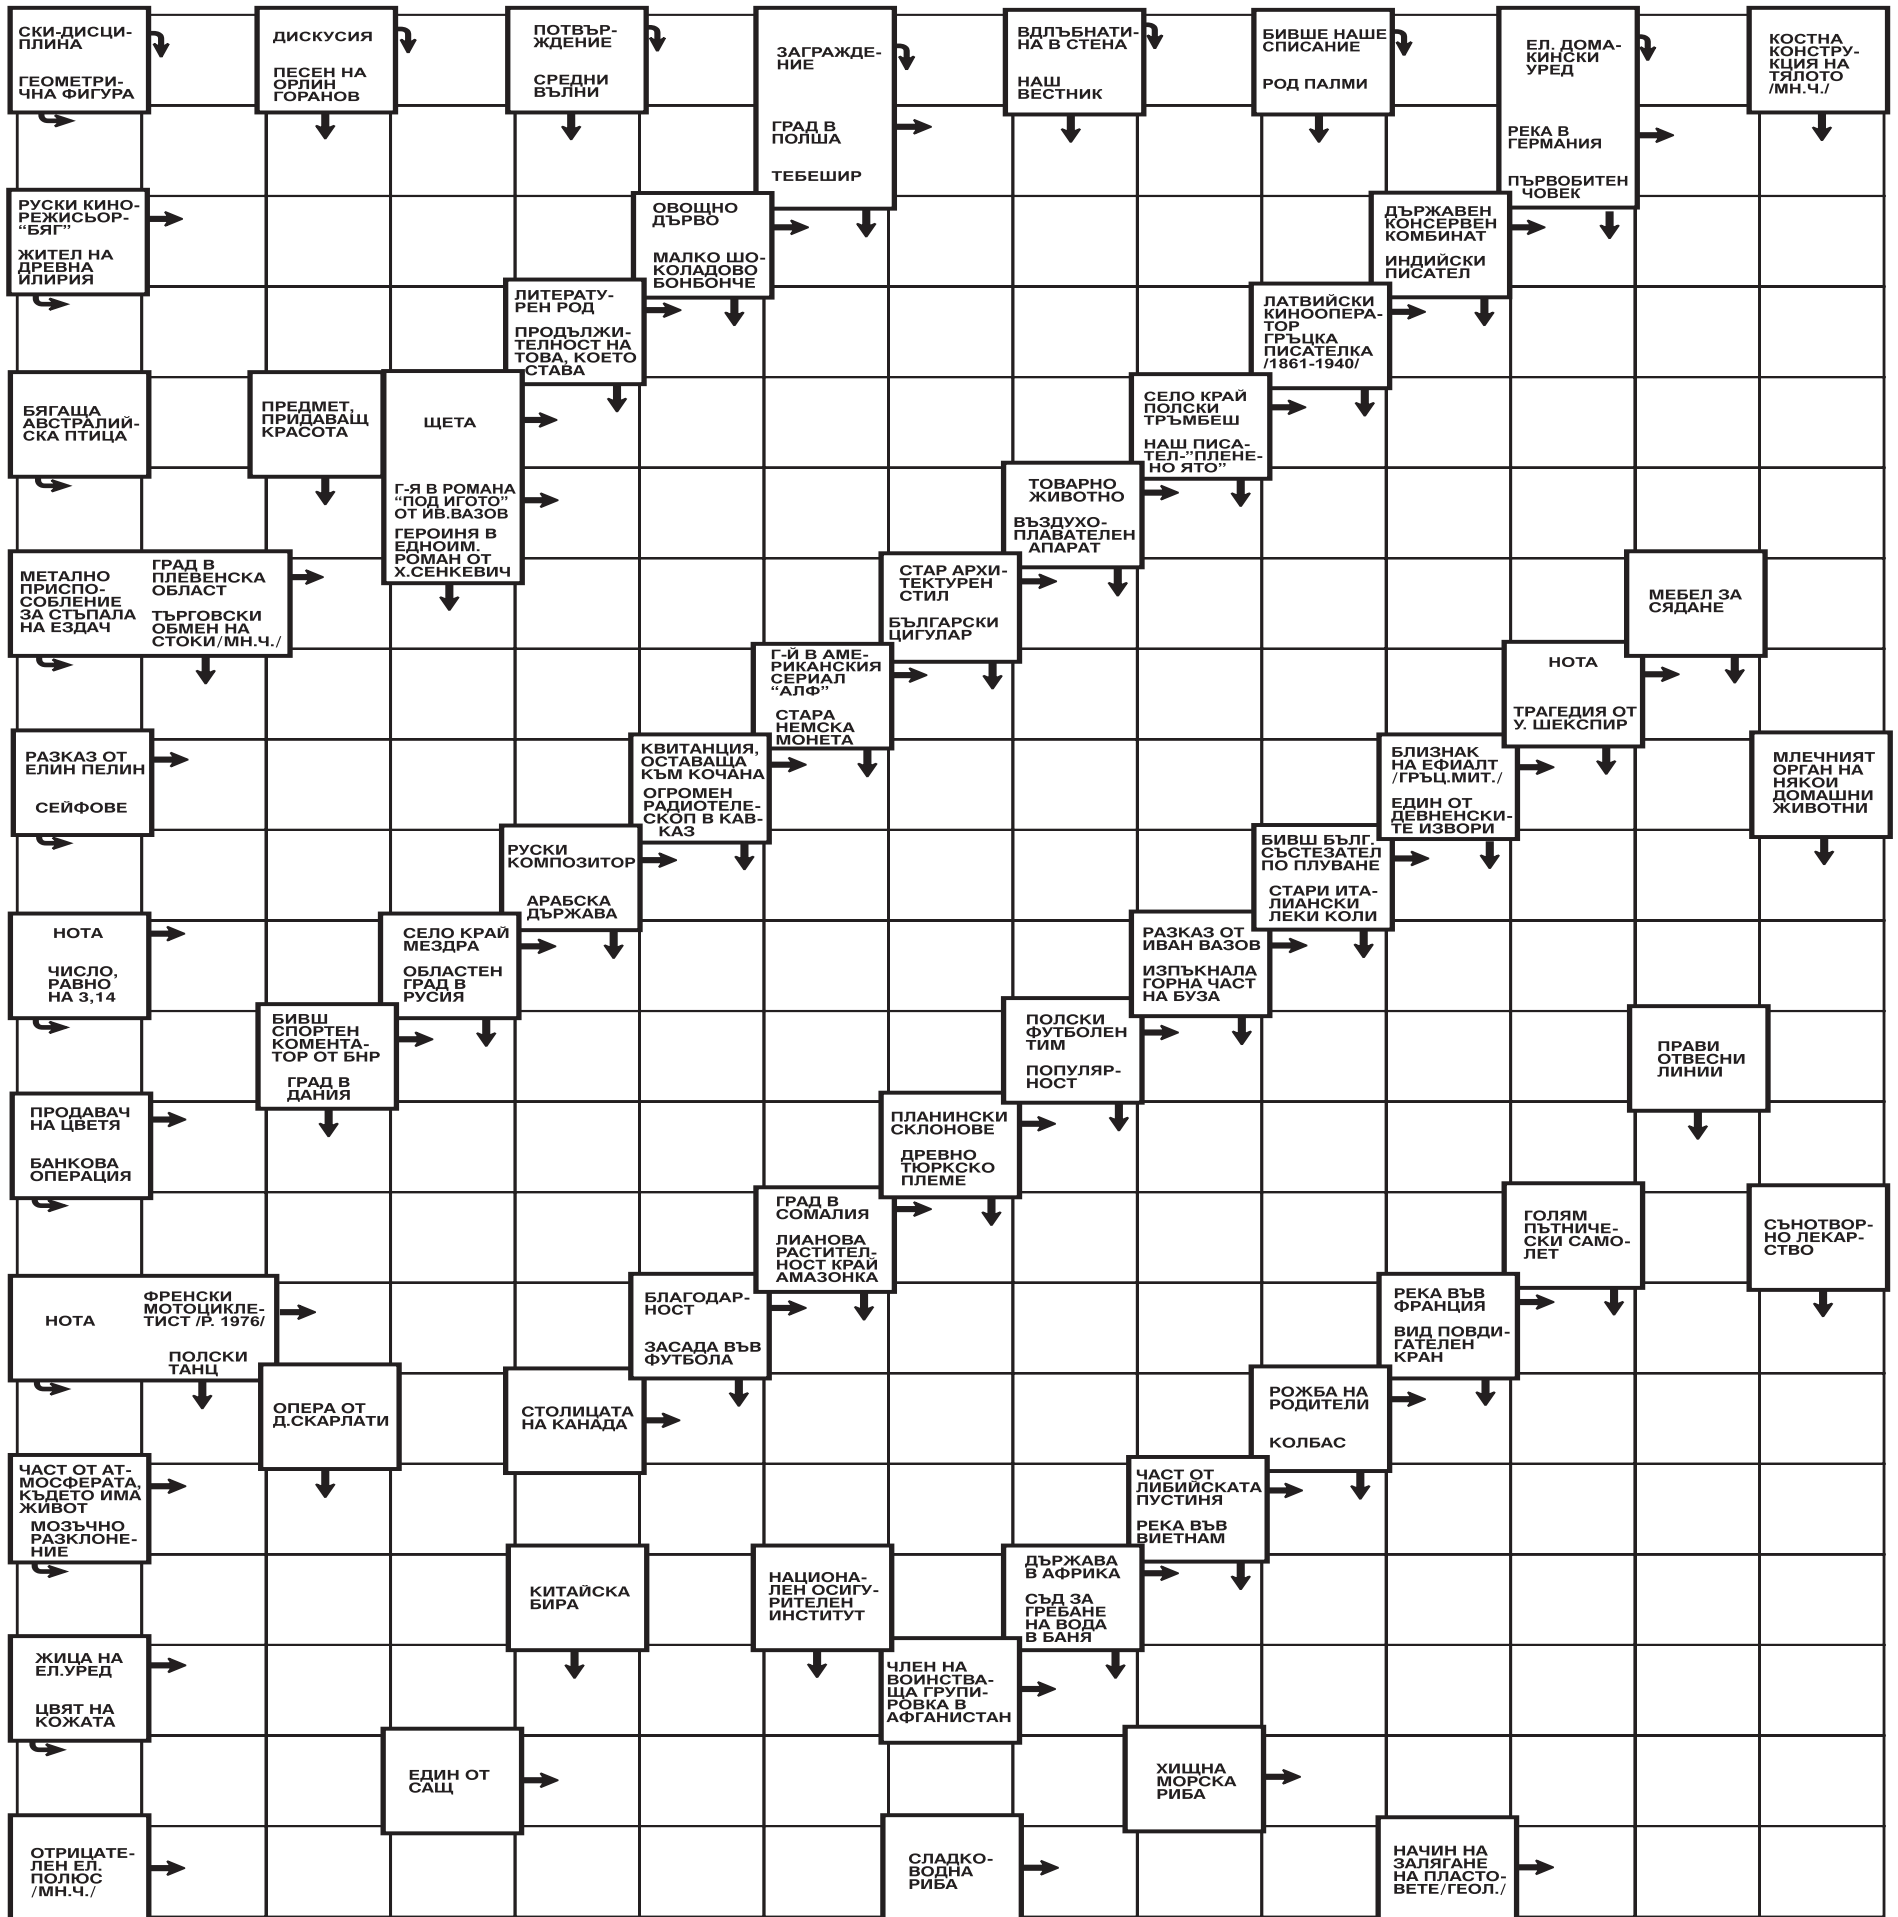 СКИ-ДИСЦИ-
ПЛИНА
ГЕОМЕТРИ-
ЧНА ФИГУРА
ДИСКУСИЯ
ПЕСЕН НА
ОРЛИН
ГОРАНОВ
ПОТВЪР-
ЖДЕНИЕ
СРЕДНИ
ВЪЛНИ
ЗАГРАЖДЕ-
НИЕ
ГРАД В
ПОЛША
ТЕБЕШИР
ВДЛЪБНАТИ-
НА В СТЕНА
НАШ
ВЕСТНИК
БИВШЕ НАШЕ
СПИСАНИЕ
РОД ПАЛМИ
ЕЛ. ДОМА-
КИНСКИ
УРЕД
РЕКА В
ГЕРМАНИЯ
ПЪРВОБИТЕН
ЧОВЕК
КОСТНА
КОНСТРУ-
КЦИЯ НА
ТЯЛОТО
/МН.Ч./
РУСКИ КИНО-
РЕЖИСЬОР-
“БЯГ”
ЖИТЕЛ НА
ДРЕВНА
ИЛИРИЯ
ОВОЩНО
ДЪРВО
МАЛКО ШО-
КОЛАДОВО
БОНБОНЧЕ
ДЪРЖАВЕН
КОНСЕРВЕН
КОМБИНАТ
ИНДИЙСКИ
ПИСАТЕЛ
ЛИТЕРАТУ-
РЕН РОД
ПРОДЪЛЖИ-
ТЕЛНОСТ НА
ТОВА, КОЕТО
СТАВА
ЛАТВИЙСКИ
КИНООПЕРА-
ТОР
ГРЪЦКА
ПИСАТЕЛКА
/1861-1940/
БЯГАЩА
АВСТРАЛИЙ-
СКА ПТИЦА
ПРЕДМЕТ,
ПРИДАВАЩ
КРАСОТА
ЩЕТА
Г-Я В РОМАНА
“ПОД ИГОТО”
ОТ ИВ.ВАЗОВ
ГЕРОИНЯ В
ЕДНОИМ.
РОМАН ОТ
Х.СЕНКЕВИЧ
СЕЛО КРАЙ
ПОЛСКИ
ТРЪМБЕШ
НАШ ПИСА-
ТЕЛ-”ПЛЕНЕ-
НО ЯТО”
ТОВАРНО
ЖИВОТНО
ВЪЗДУХО-
ПЛАВАТЕЛЕН
АПАРАТ
МЕТАЛНО
ПРИСПО-
СОБЛЕНИЕ
ЗА СТЪПАЛА
НА ЕЗДАЧ
ГРАД В
ПЛЕВЕНСКА
ОБЛАСТ
ТЪРГОВСКИ
ОБМЕН НА
СТОКИ/МН.Ч./
СТАР АРХИ-
ТЕКТУРЕН
СТИЛ
БЪЛГАРСКИ
ЦИГУЛАР
МЕБЕЛ ЗА
СЯДАНЕ
Г-Й В АМЕ-
РИКАНСКИЯ
СЕРИАЛ
“АЛФ”
СТАРА
НЕМСКА
МОНЕТА
НОТА
ТРАГЕДИЯ ОТ
У. ШЕКСПИР
РАЗКАЗ ОТ
ЕЛИН ПЕЛИН
СЕЙФОВЕ
КВИТАНЦИЯ,
ОСТАВАЩА
КЪМ КОЧАНА
ОГРОМЕН
РАДИОТЕЛЕ-
СКОП В КАВ-
КАЗ
БЛИЗНАК
НА ЕФИАЛТ
/ГРЪЦ.МИТ./
ЕДИН ОТ
ДЕВНЕНСКИ-
ТЕ ИЗВОРИ
МЛЕЧНИЯТ
ОРГАН НА
НЯКОИ
ДОМАШНИ
ЖИВОТНИ
РУСКИ
КОМПОЗИТОР
АРАБСКА
ДЪРЖАВА
БИВШ БЪЛГ.
СЪСТЕЗАТЕЛ
ПО ПЛУВАНЕ
СТАРИ ИТА-
ЛИАНСКИ
ЛЕКИ КОЛИ
НОТА
ЧИСЛО,
РАВНО
НА 3,14
СЕЛО КРАЙ
МЕЗДРА
ОБЛАСТЕН
ГРАД В
РУСИЯ
РАЗКАЗ ОТ
ИВАН ВАЗОВ
ИЗПЪКНАЛА
ГОРНА ЧАСТ
НА БУЗА
БИВШ
СПОРТЕН
КОМЕНТА-
ТОР ОТ БНР
ГРАД В
ДАНИЯ
ПОЛСКИ
ФУТБОЛЕН
ТИМ
ПОПУЛЯР-
НОСТ
ПРАВИ
ОТВЕСНИ
ЛИНИИ
ПРОДАВАЧ
НА ЦВЕТЯ
БАНКОВА
ОПЕРАЦИЯ
ПЛАНИНСКИ
СКЛОНОВЕ
ДРЕВНО
ТЮРКСКО
ПЛЕМЕ
ГРАД В
СОМАЛИЯ
ЛИАНОВА
РАСТИТЕЛ-
НОСТ КРАЙ
АМАЗОНКА
ГОЛЯМ
ПЪТНИЧЕ-
СКИ САМО-
ЛЕТ
СЪНОТВОР-
НО ЛЕКАР-
СТВО
НОТА
ФРЕНСКИ
МОТОЦИКЛЕ-
ТИСТ /Р. 1976/
ПОЛСКИ
ТАНЦ
БЛАГОДАР-
НОСТ
ЗАСАДА ВЪВ
ФУТБОЛА
РЕКА ВЪВ
ФРАНЦИЯ
ВИД ПОВДИ-
ГАТЕЛЕН
КРАН
ОПЕРА ОТ
Д.СКАРЛАТИ
СТОЛИЦАТА
НА КАНАДА
РОЖБА НА
РОДИТЕЛИ
КОЛБАС
ЧАСТ ОТ АТ-
МОСФЕРАТА,
КЪДЕТО ИМА
ЖИВОТ
МОЗЪЧНО
РАЗКЛОНЕ-
НИЕ
ЧАСТ ОТ
ЛИБИЙСКАТА
ПУСТИНЯ
РЕКА ВЪВ
ВИЕТНАМ
КИТАЙСКА
БИРА
НАЦИОНА-
ЛЕН ОСИГУ-
РИТЕЛЕН
ИНСТИТУТ
ДЪРЖАВА
В АФРИКА
СЪД ЗА
ГРЕБАНЕ
НА ВОДА
В БАНЯ
ЖИЦА НА
ЕЛ.УРЕД
ЦВЯТ НА
КОЖАТА
ЧЛЕН НА
ВОИНСТВА-
ЩА ГРУПИ-
РОВКА В
АФГАНИСТАН
ЕДИН ОТ
САЩ
ХИЩНА
МОРСКА
РИБА
ОТРИЦАТЕ-
ЛЕН ЕЛ.
ПОЛЮС
/МН.Ч./
СЛАДКО-
ВОДНА
РИБА
НАЧИН НА
ЗАЛЯГАНЕ
НА ПЛАСТО-
ВЕТЕ/ГЕОЛ./